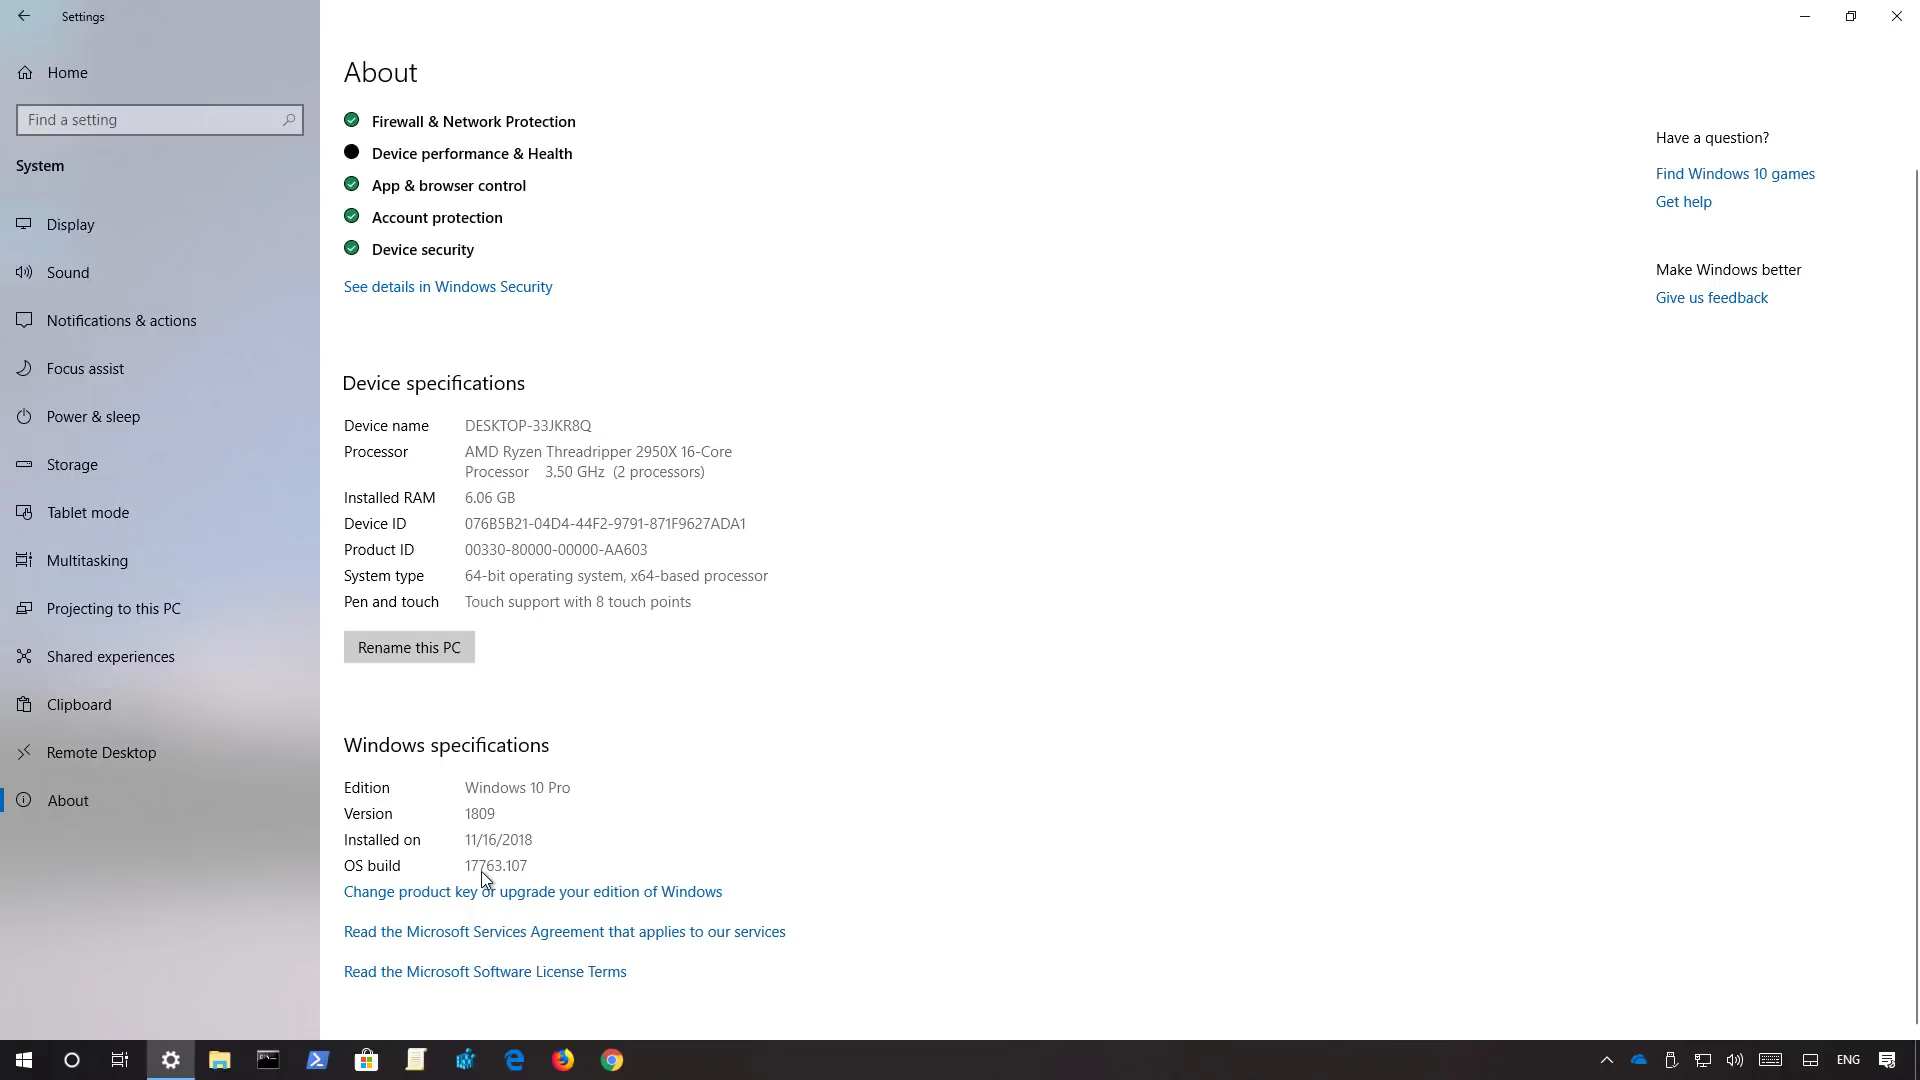 Settings
Home
Find a setting
System
Display
Sound
Notifications & actions
Focus assist
Power & sleep
Storage
Tablet mode
Multitasking
Projecting to this PC
Shared experiences
Clipboard
Remote Desktop
About
About
Firewall & Network Protection
Device performance & Health
App & browser control
Account protection
Device security
See details in Windows Security
Device specifications
Device name DESKTOP-33JKR8Q
Processor AMD Ryzen Threadripper 2950X 16-Core
Processor 3.50 GHz (2 processors)
Installed RAM 6.06 GB
Device ID 076B5B21-04D4-44F2-9791-871F9627ADA1
Product ID 00330-80000-00000-AA603
System type 64-bit operating system, x64-based processor
Pen and touch Touch support with 8 touch points
Rename this PC
Windows specifications
Edition Windows 10 Pro
Version 1809
Installed on 11/16/2018
OS build 17763.107
Change product key or upgrade your edition of Windows
Read the Microsoft Services Agreement that applies to our services
Read the Microsoft Software License Terms
Have a question?
Find Windows 10 games
Get help
Make Windows better
Give us feedback
ENG